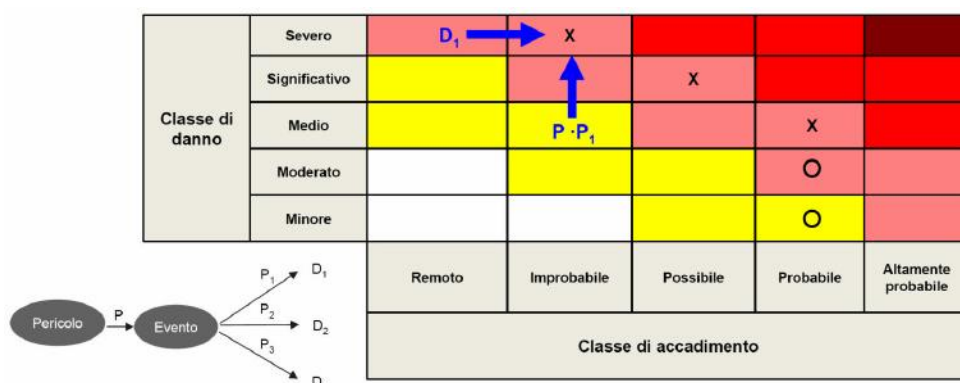 Classe di
danno
Severo
D₁
X
Significativo
X
Medio
P · P₁
X
Moderato
O
Minore
O
Remoto
Improbabile
Possibile
Probabile
Altamente
probabile
Classe di accadimento
Pericolo
P
Evento
P₁
D₁
P₂
D₂
P₃